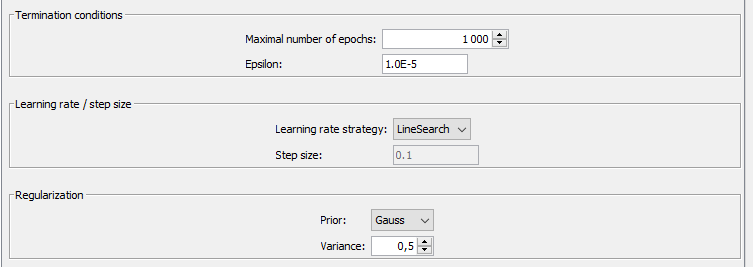 Termination conditions
Maximal number of epochs: 1 000
Epsilon: 1.0E-5
Learning rate / step size
Learning rate strategy: LineSearch
Step size: 0.1
Regularization
Prior: Gauss
Variance: 0,5